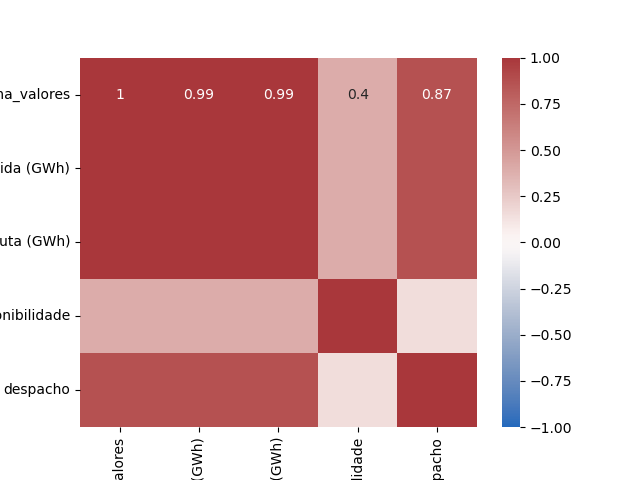 na_valores
1 0.99 0.99 0.4 0.87
ida (GWh)
uta (GWh)
onibilidade
despacho
alores
(GWh)
(GWh)
lidade
pacho
1.00
0.75
0.50
0.25
0.00
−0.25
−0.50
−0.75
−1.00